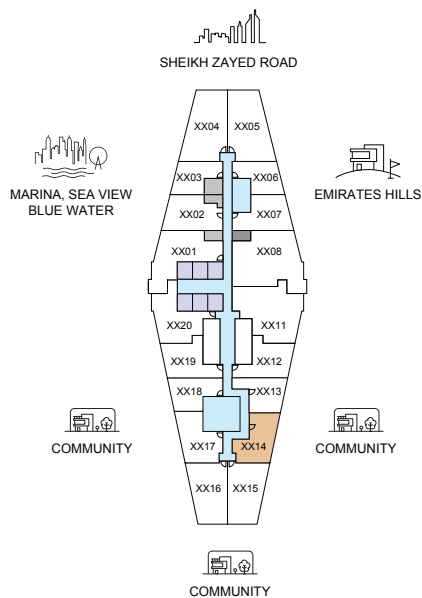 SHEIKH ZAYED ROAD
XX04 XX05
XX03 XX06
MARINA, SEA VIEW
BLUE WATER
EMIRATES HILLS
XX02 XX07
XX01 XX08
XX20 XX11
XX19 XX12
XX18 XX13
COMMUNITY
COMMUNITY
XX17 XX14
XX16 XX15
COMMUNITY